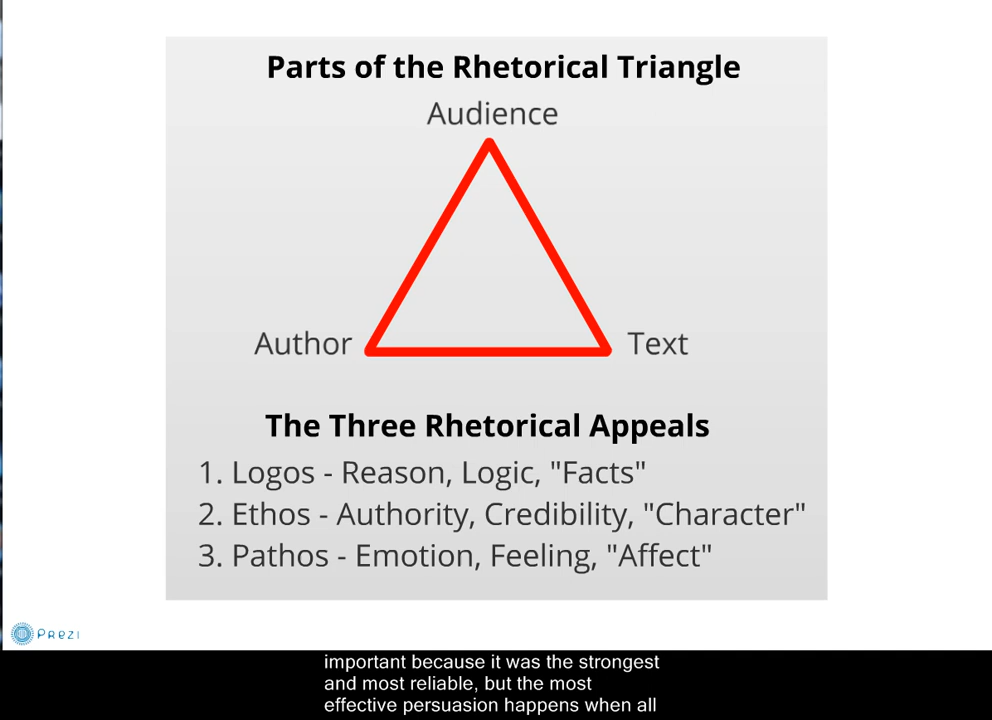 Parts of the Rhetorical Triangle
Audience
Author
Text
The Three Rhetorical Appeals
1. Logos - Reason, Logic, "Facts"
2. Ethos - Authority, Credibility, "Character"
3. Pathos - Emotion, Feeling, "Affect"
Prezi
important because it was the strongest
and most reliable, but the most
effective persuasion happens when all